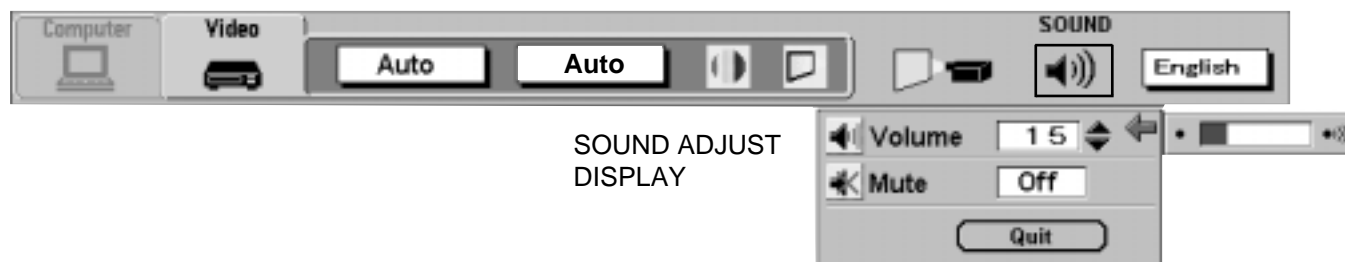 Computer Video SOUND
Auto Auto English
SOUND ADJUST
DISPLAY
Volume 15
Mute Off
Quit